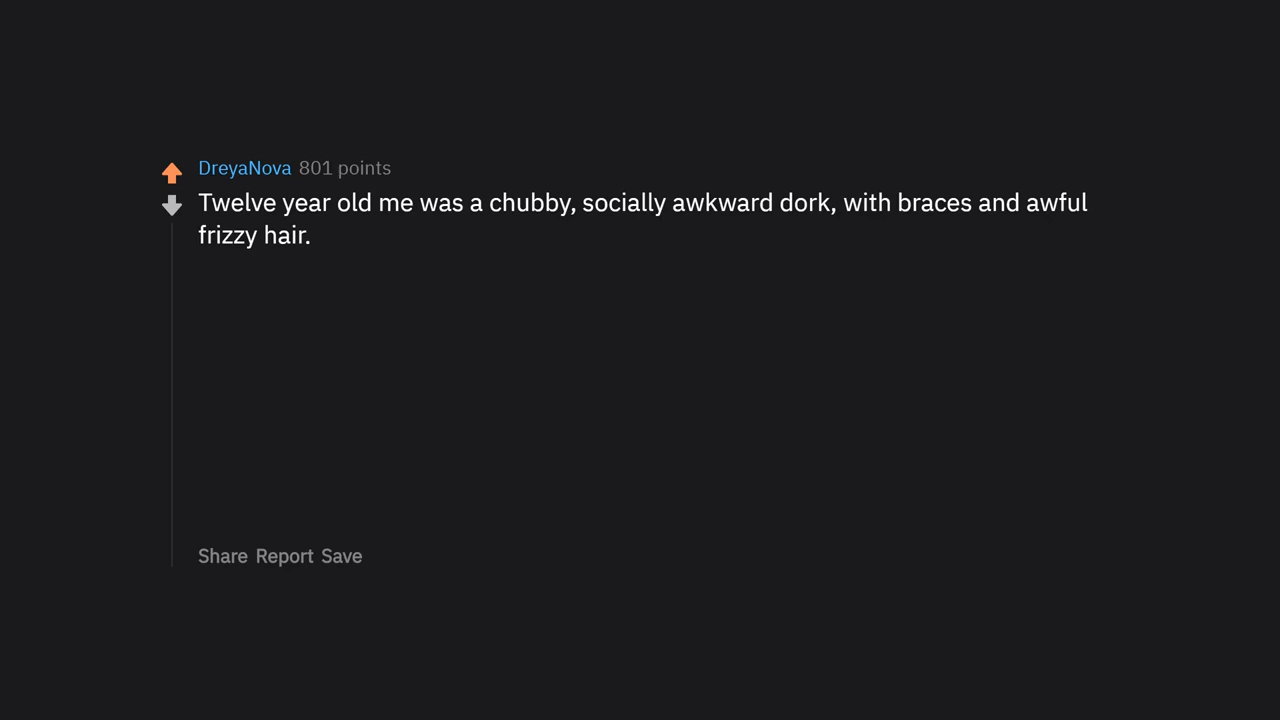 DreyaNova 801 points
Twelve year old me was a chubby, socially awkward dork, with braces and awful
frizzy hair.
Share Report Save